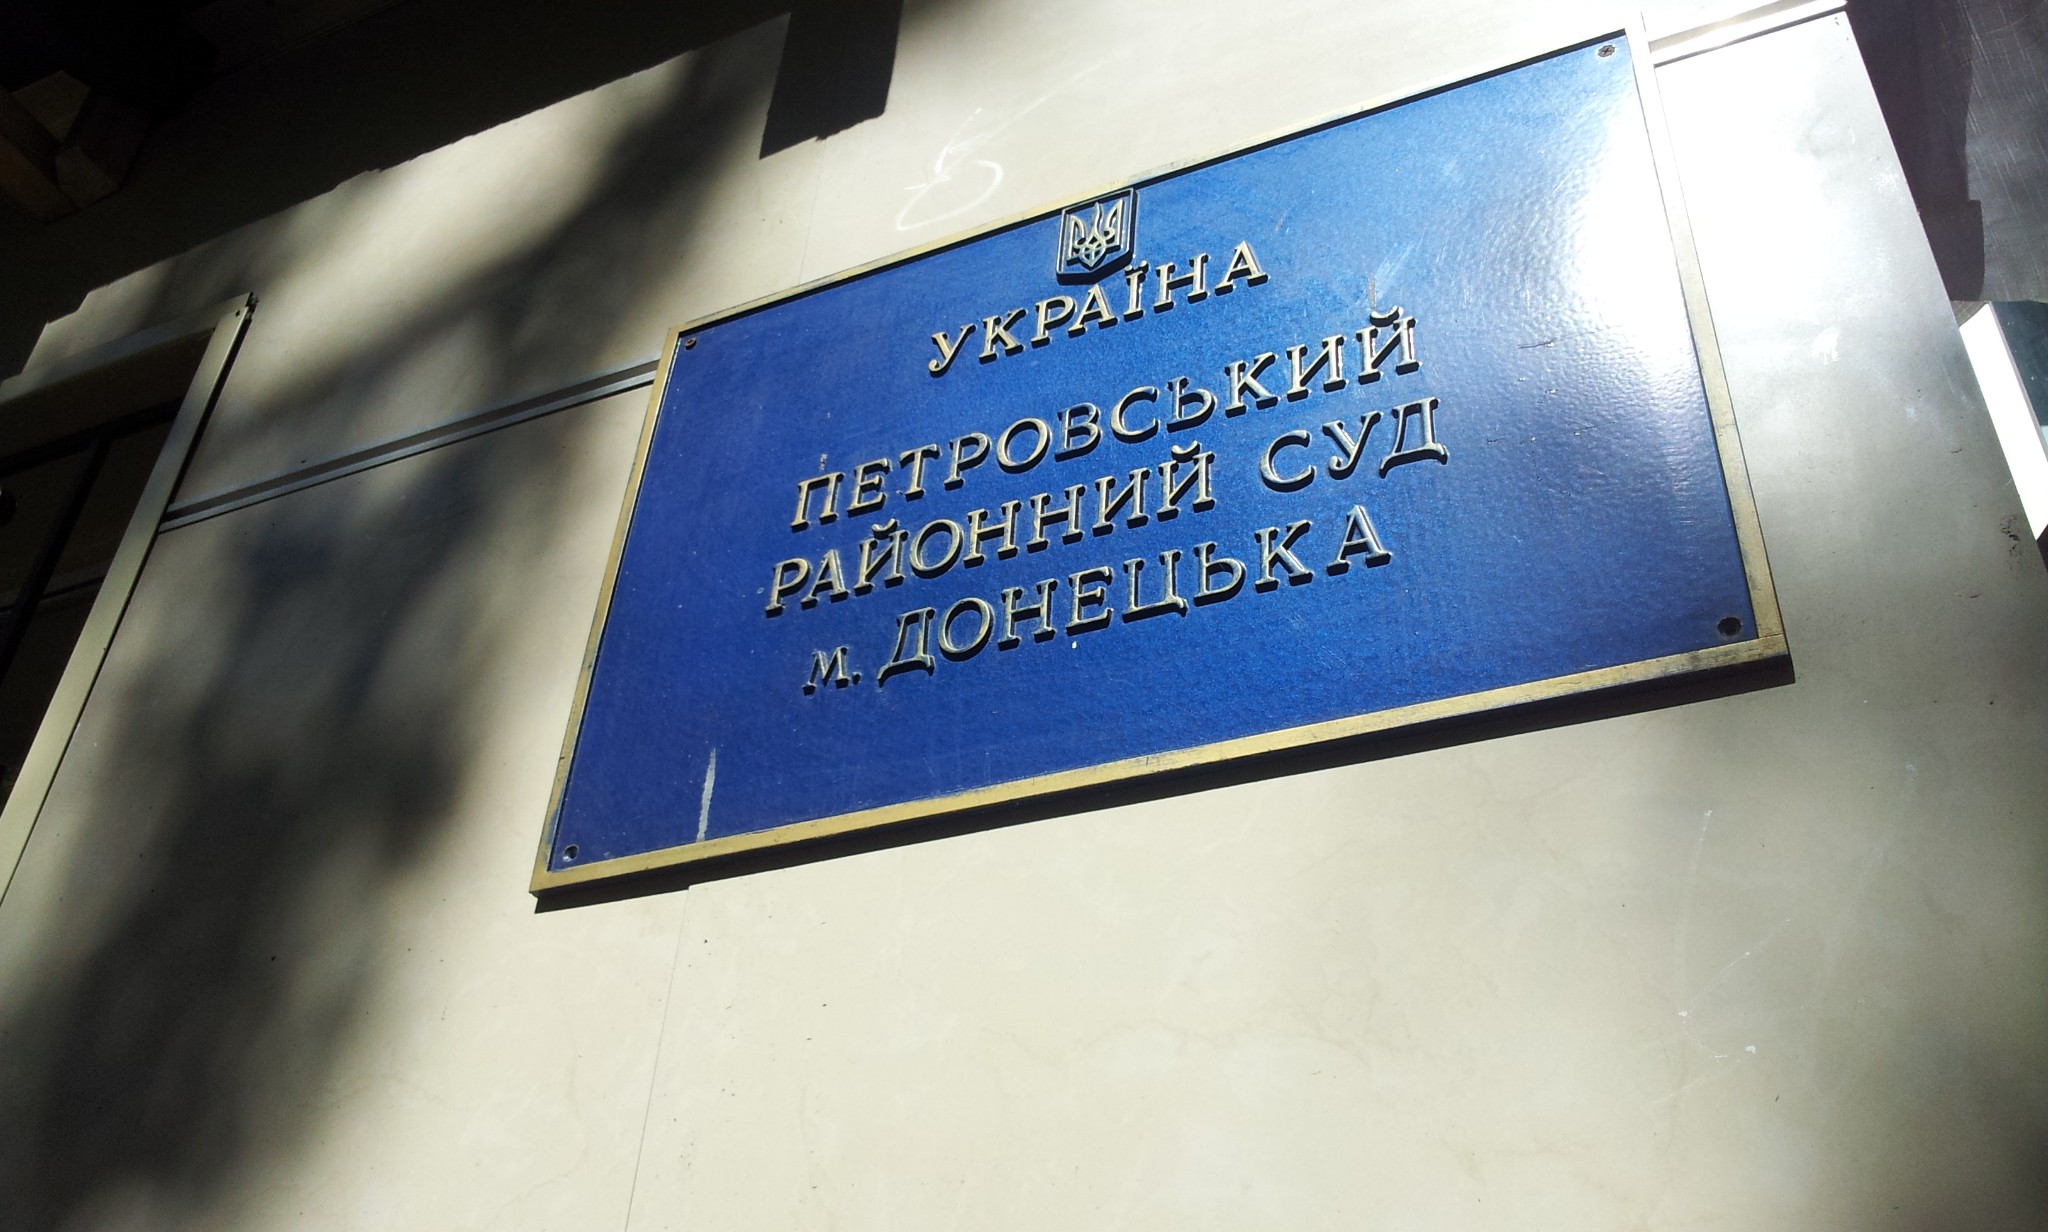 УКРАЇНА
ПЕТРОВСЬКИЙ
РАЙОННИЙ СУД
м. ДОНЕЦЬКА